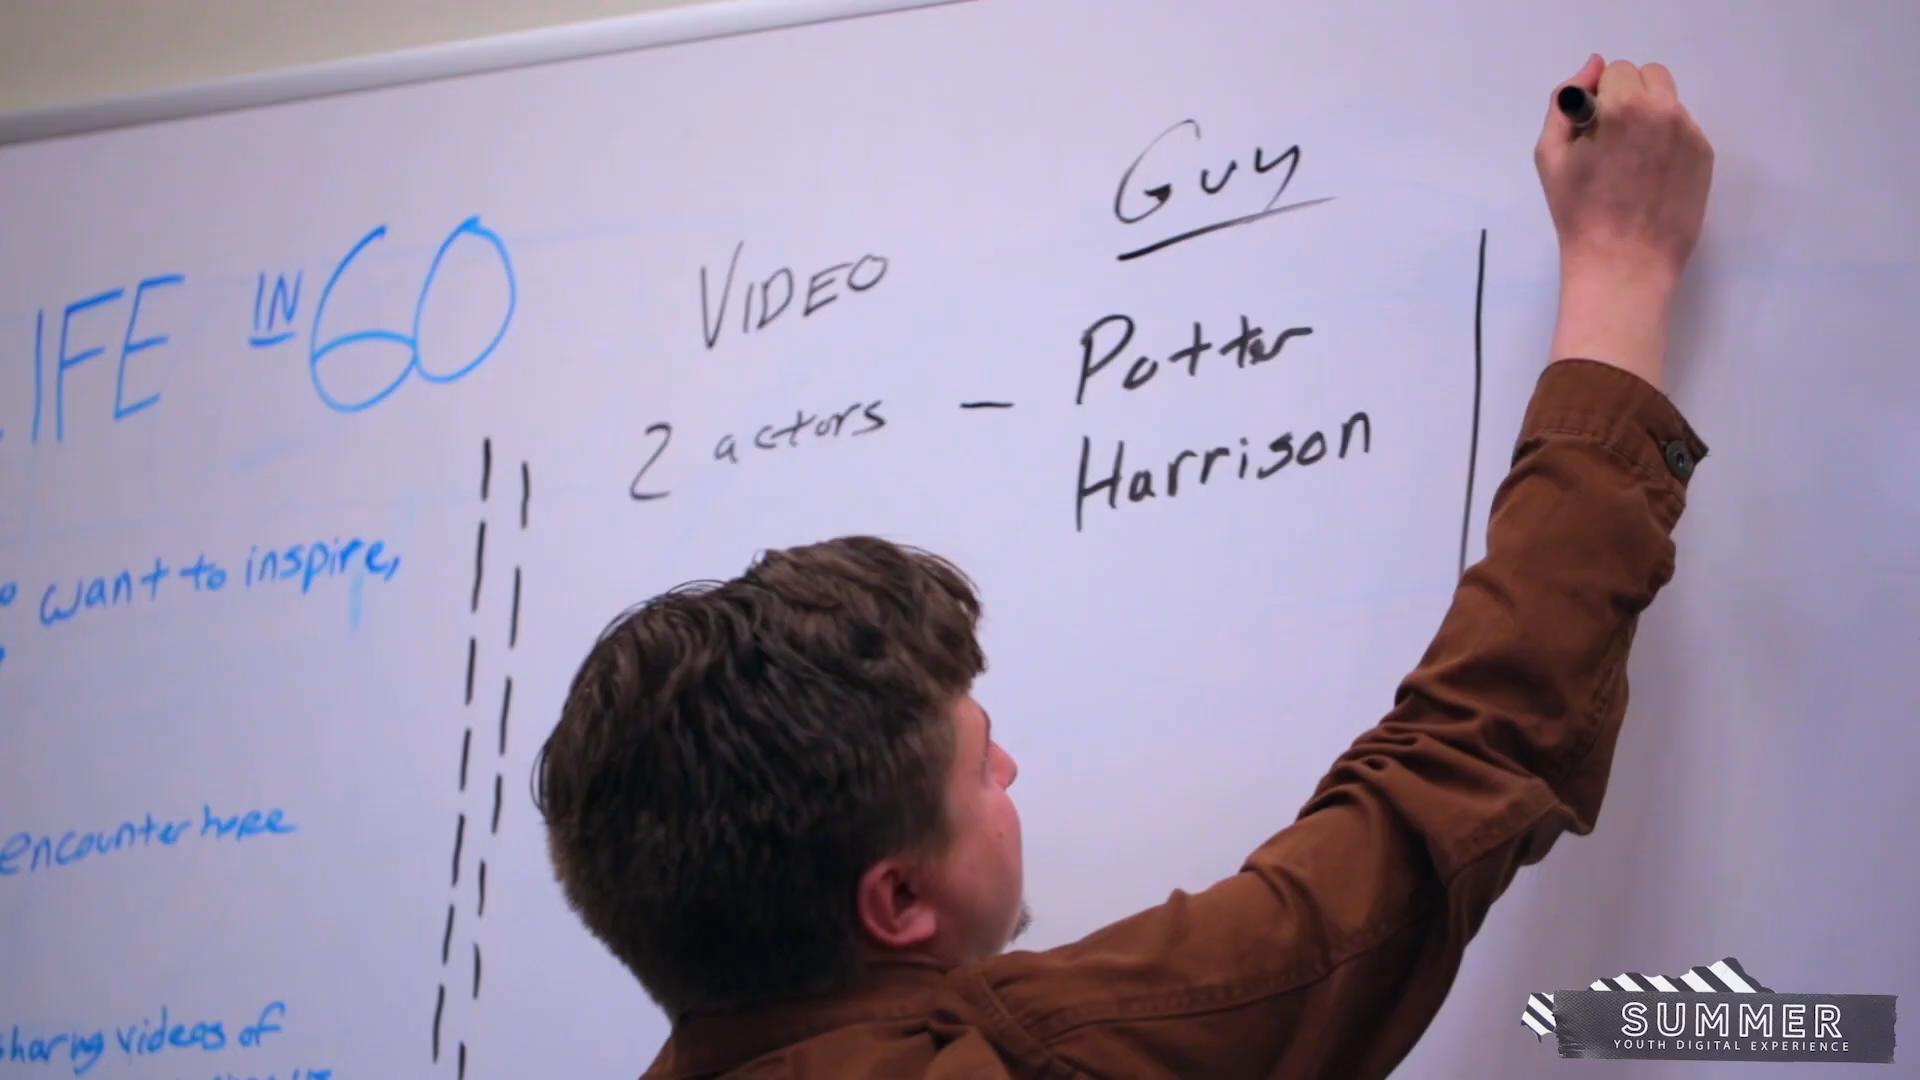 IFE IN 60
want to inspire,
encounter hope
sharing videos of
VIDEO
2 actors -
Guy
Potter
Harrison
SUMMER
YOUTH DIGITAL EXPERIENCE